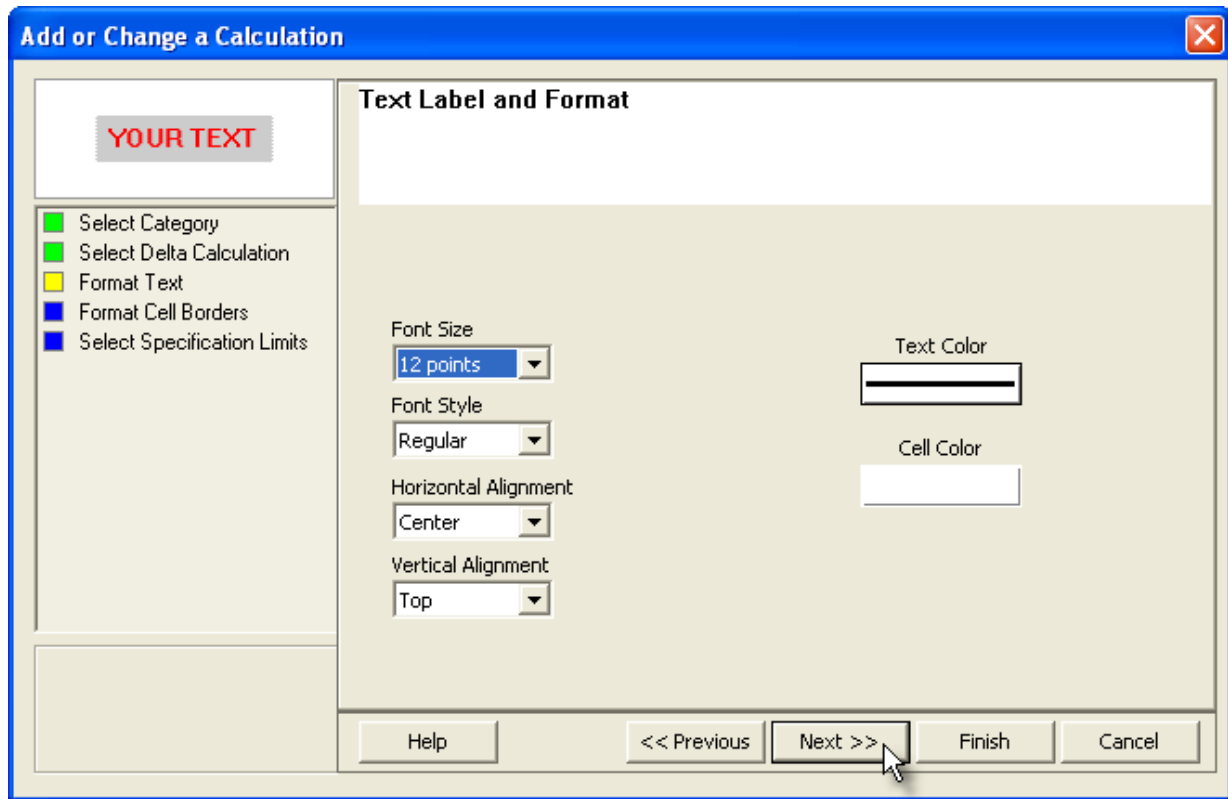 Add or Change a Calculation
YOUR TEXT
Select Category
Select Delta Calculation
Format Text
Format Cell Borders
Select Specification Limits
Text Label and Format
Font Size
12 points
Font Style
Regular
Horizontal Alignment
Center
Vertical Alignment
Top
Text Color
Cell Color
Help
<< Previous
Next >>
Finish
Cancel